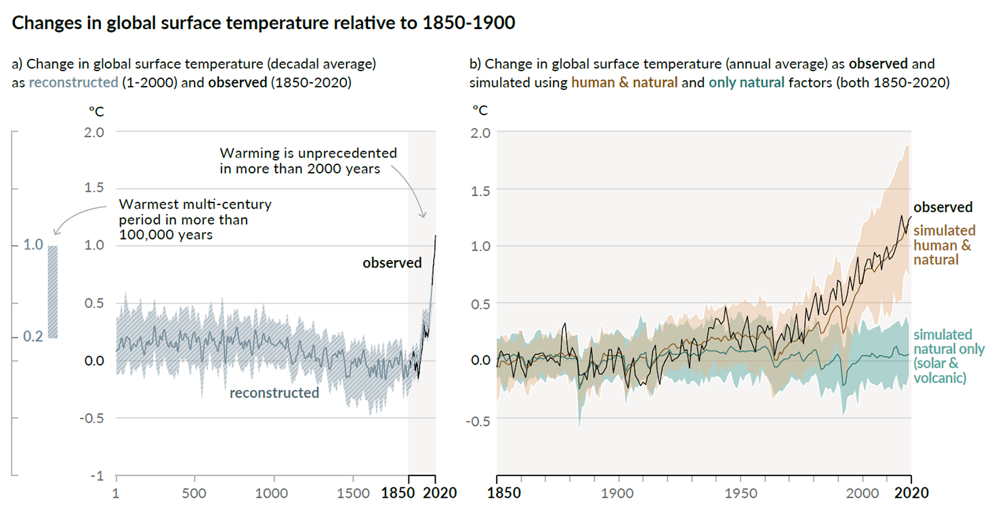 Changes in global surface temperature relative to 1850-1900
a) Change in global surface temperature (decadal average)
as reconstructed (1-2000) and observed (1850-2020)
°C
2.0
1.5
1.0
0.5
0.0
-0.5
-1
1.0
0.2
Warming is unprecedented
in more than 2000 years
Warmest multi-century
period in more than
100,000 years
observed
reconstructed
1
500
1000
1500
1850
2020
b) Change in global surface temperature (annual average) as observed and
simulated using human & natural and only natural factors (both 1850-2020)
°C
2.0
1.5
1.0
0.5
0.0
-0.5
observed
simulated
human &
natural
simulated
natural only
(solar &
volcanic)
1850
1900
1950
2000
2020